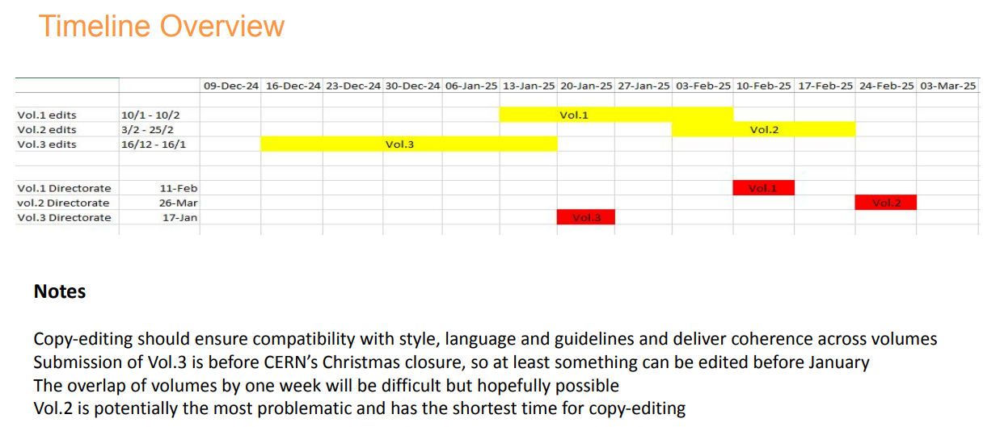 Timeline Overview
09-Dec-24 16-Dec-24 23-Dec-24 30-Dec-24 06-Jan-25 13-Jan-25 20-Jan-25 27-Jan-25 03-Feb-25 10-Feb-25 17-Feb-25 24-Feb-25 03-Mar-25
Vol.1 edits 10/1 - 10/2 Vol.1
Vol.2 edits 3/2 - 25/2 Vol.2
Vol.3 edits 16/12 - 16/1 Vol.3
Vol.1 Directorate 11-Feb Vol.1
vol.2 Directorate 26-Mar Vol.2
Vol.3 Directorate 17-Jan Vol.3
Notes
Copy-editing should ensure compatibility with style, language and guidelines and deliver coherence across volumes
Submission of Vol.3 is before CERN’s Christmas closure, so at least something can be edited before January
The overlap of volumes by one week will be difficult but hopefully possible
Vol.2 is potentially the most problematic and has the shortest time for copy-editing